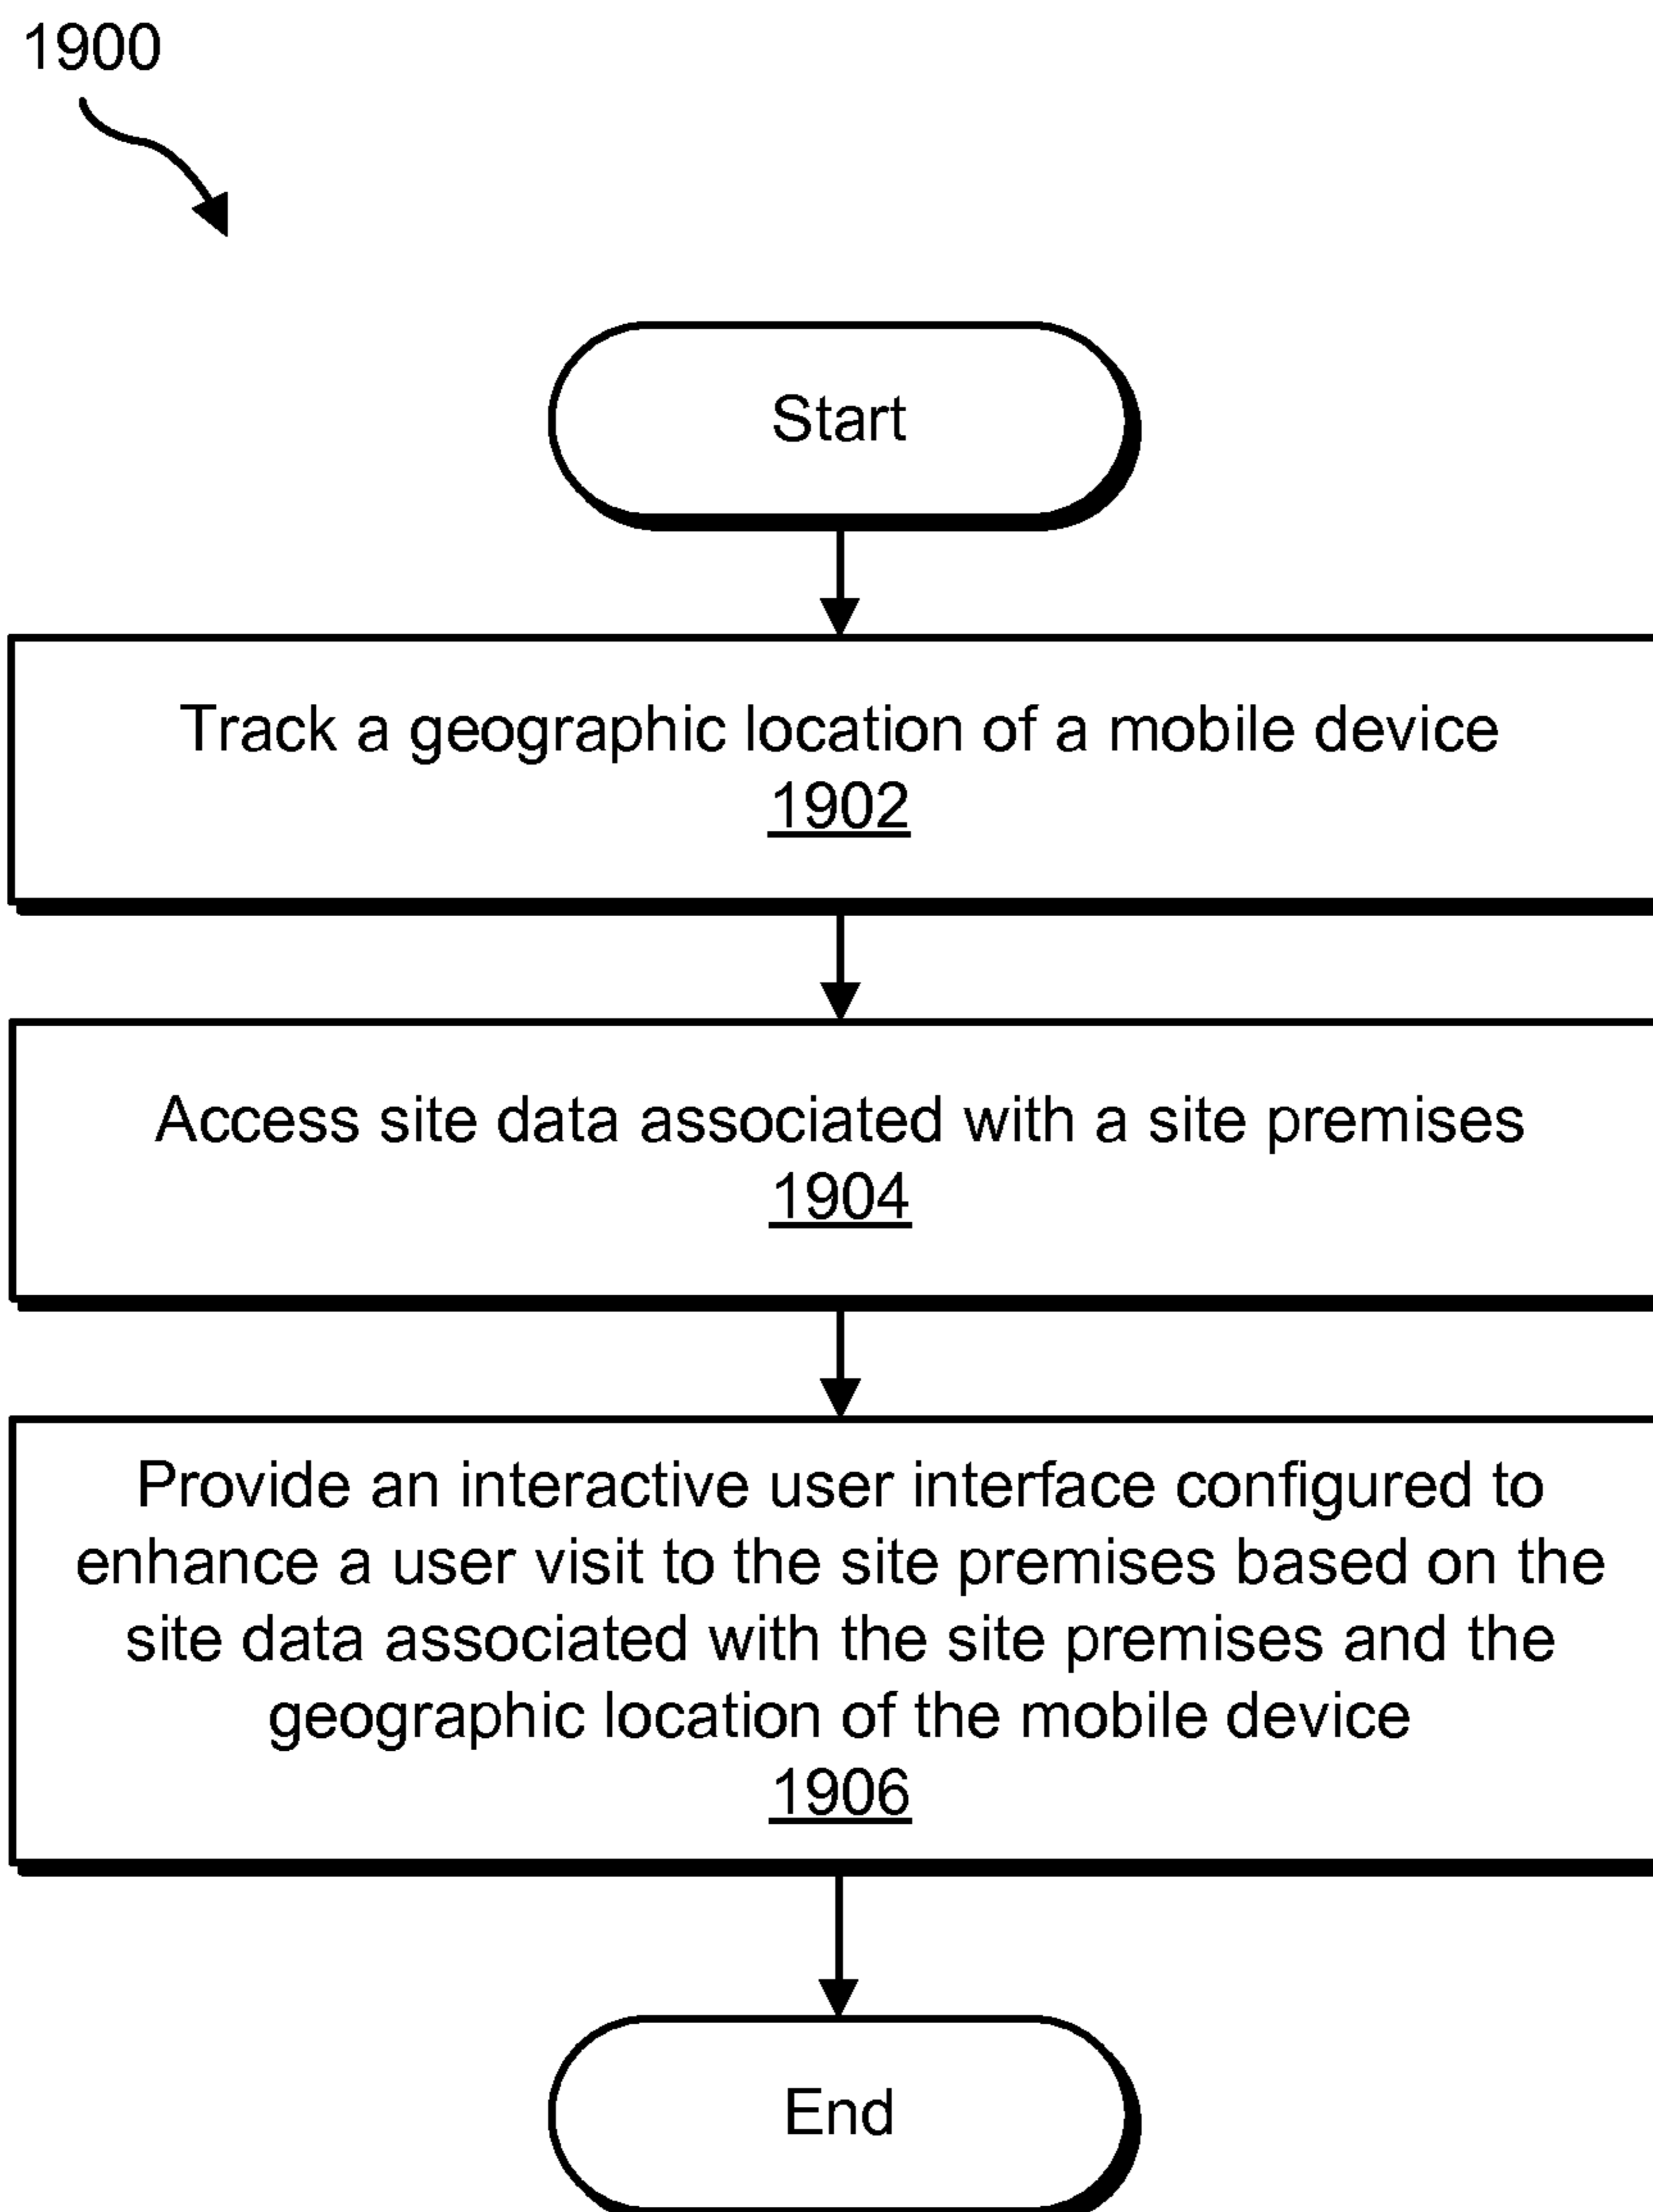 1900
Start
Track a geographic location of a mobile device
1902
Access site data associated with a site premises
1904
Provide an interactive user interface configured to
enhance a user visit to the site premises based on the
site data associated with the site premises and the
geographic location of the mobile device
1906
End